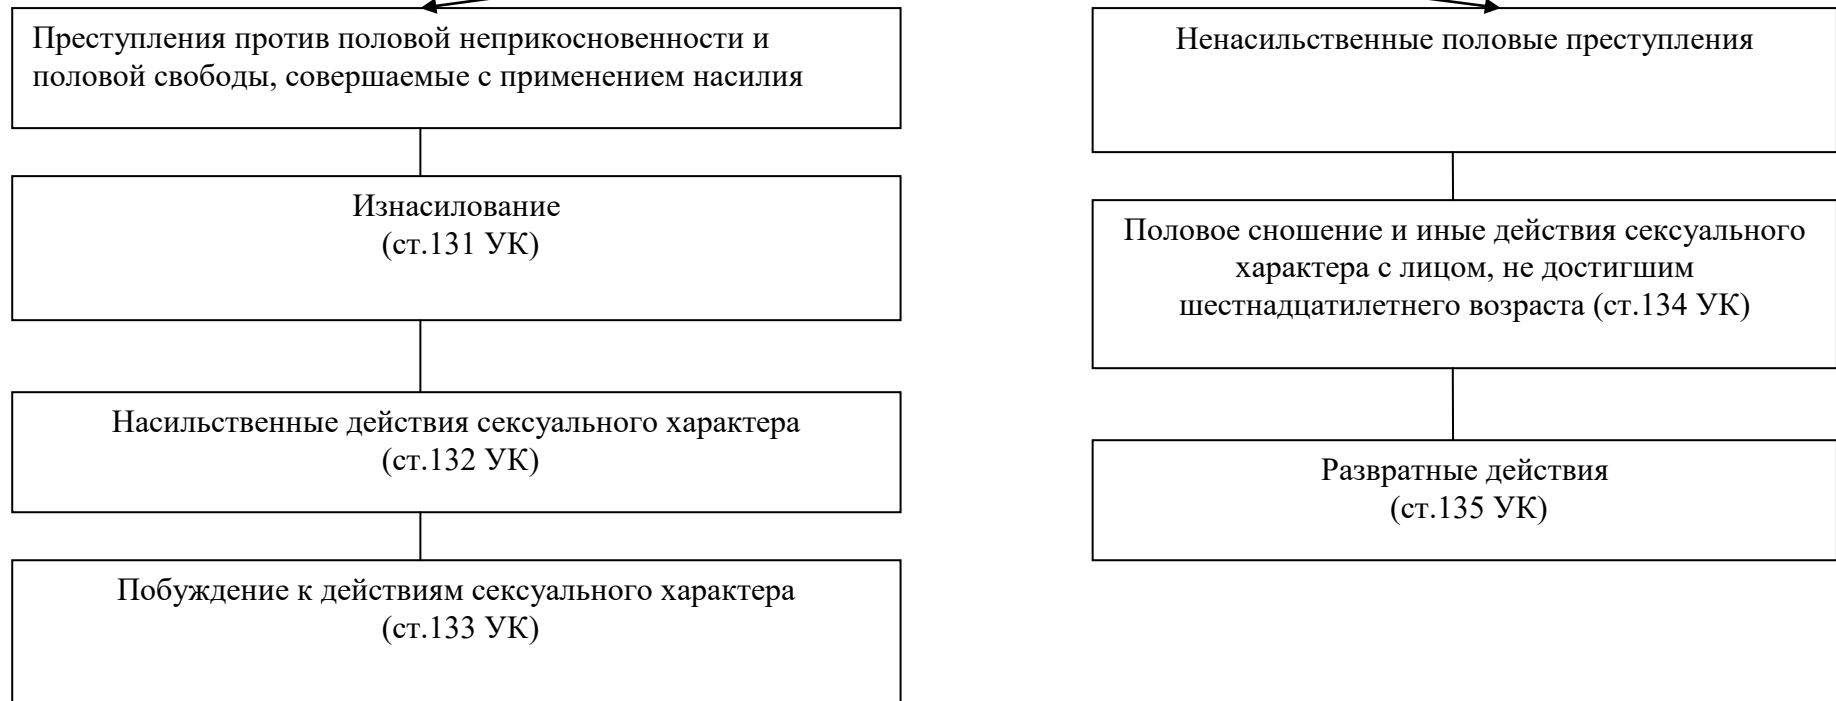 Преступления против половой неприкосновенности и
половой свободы, совершаемые с применением насилия
Изнасилование
(ст.131 УК)
Насильственные действия сексуального характера
(ст.132 УК)
Побуждение к действиям сексуального характера
(ст.133 УК)
Ненасильственные половые преступления
Половое сношение и иные действия сексуального
характера с лицом, не достигшим
шестнадцатилетнего возраста (ст.134 УК)
Развратные действия
(ст.135 УК)